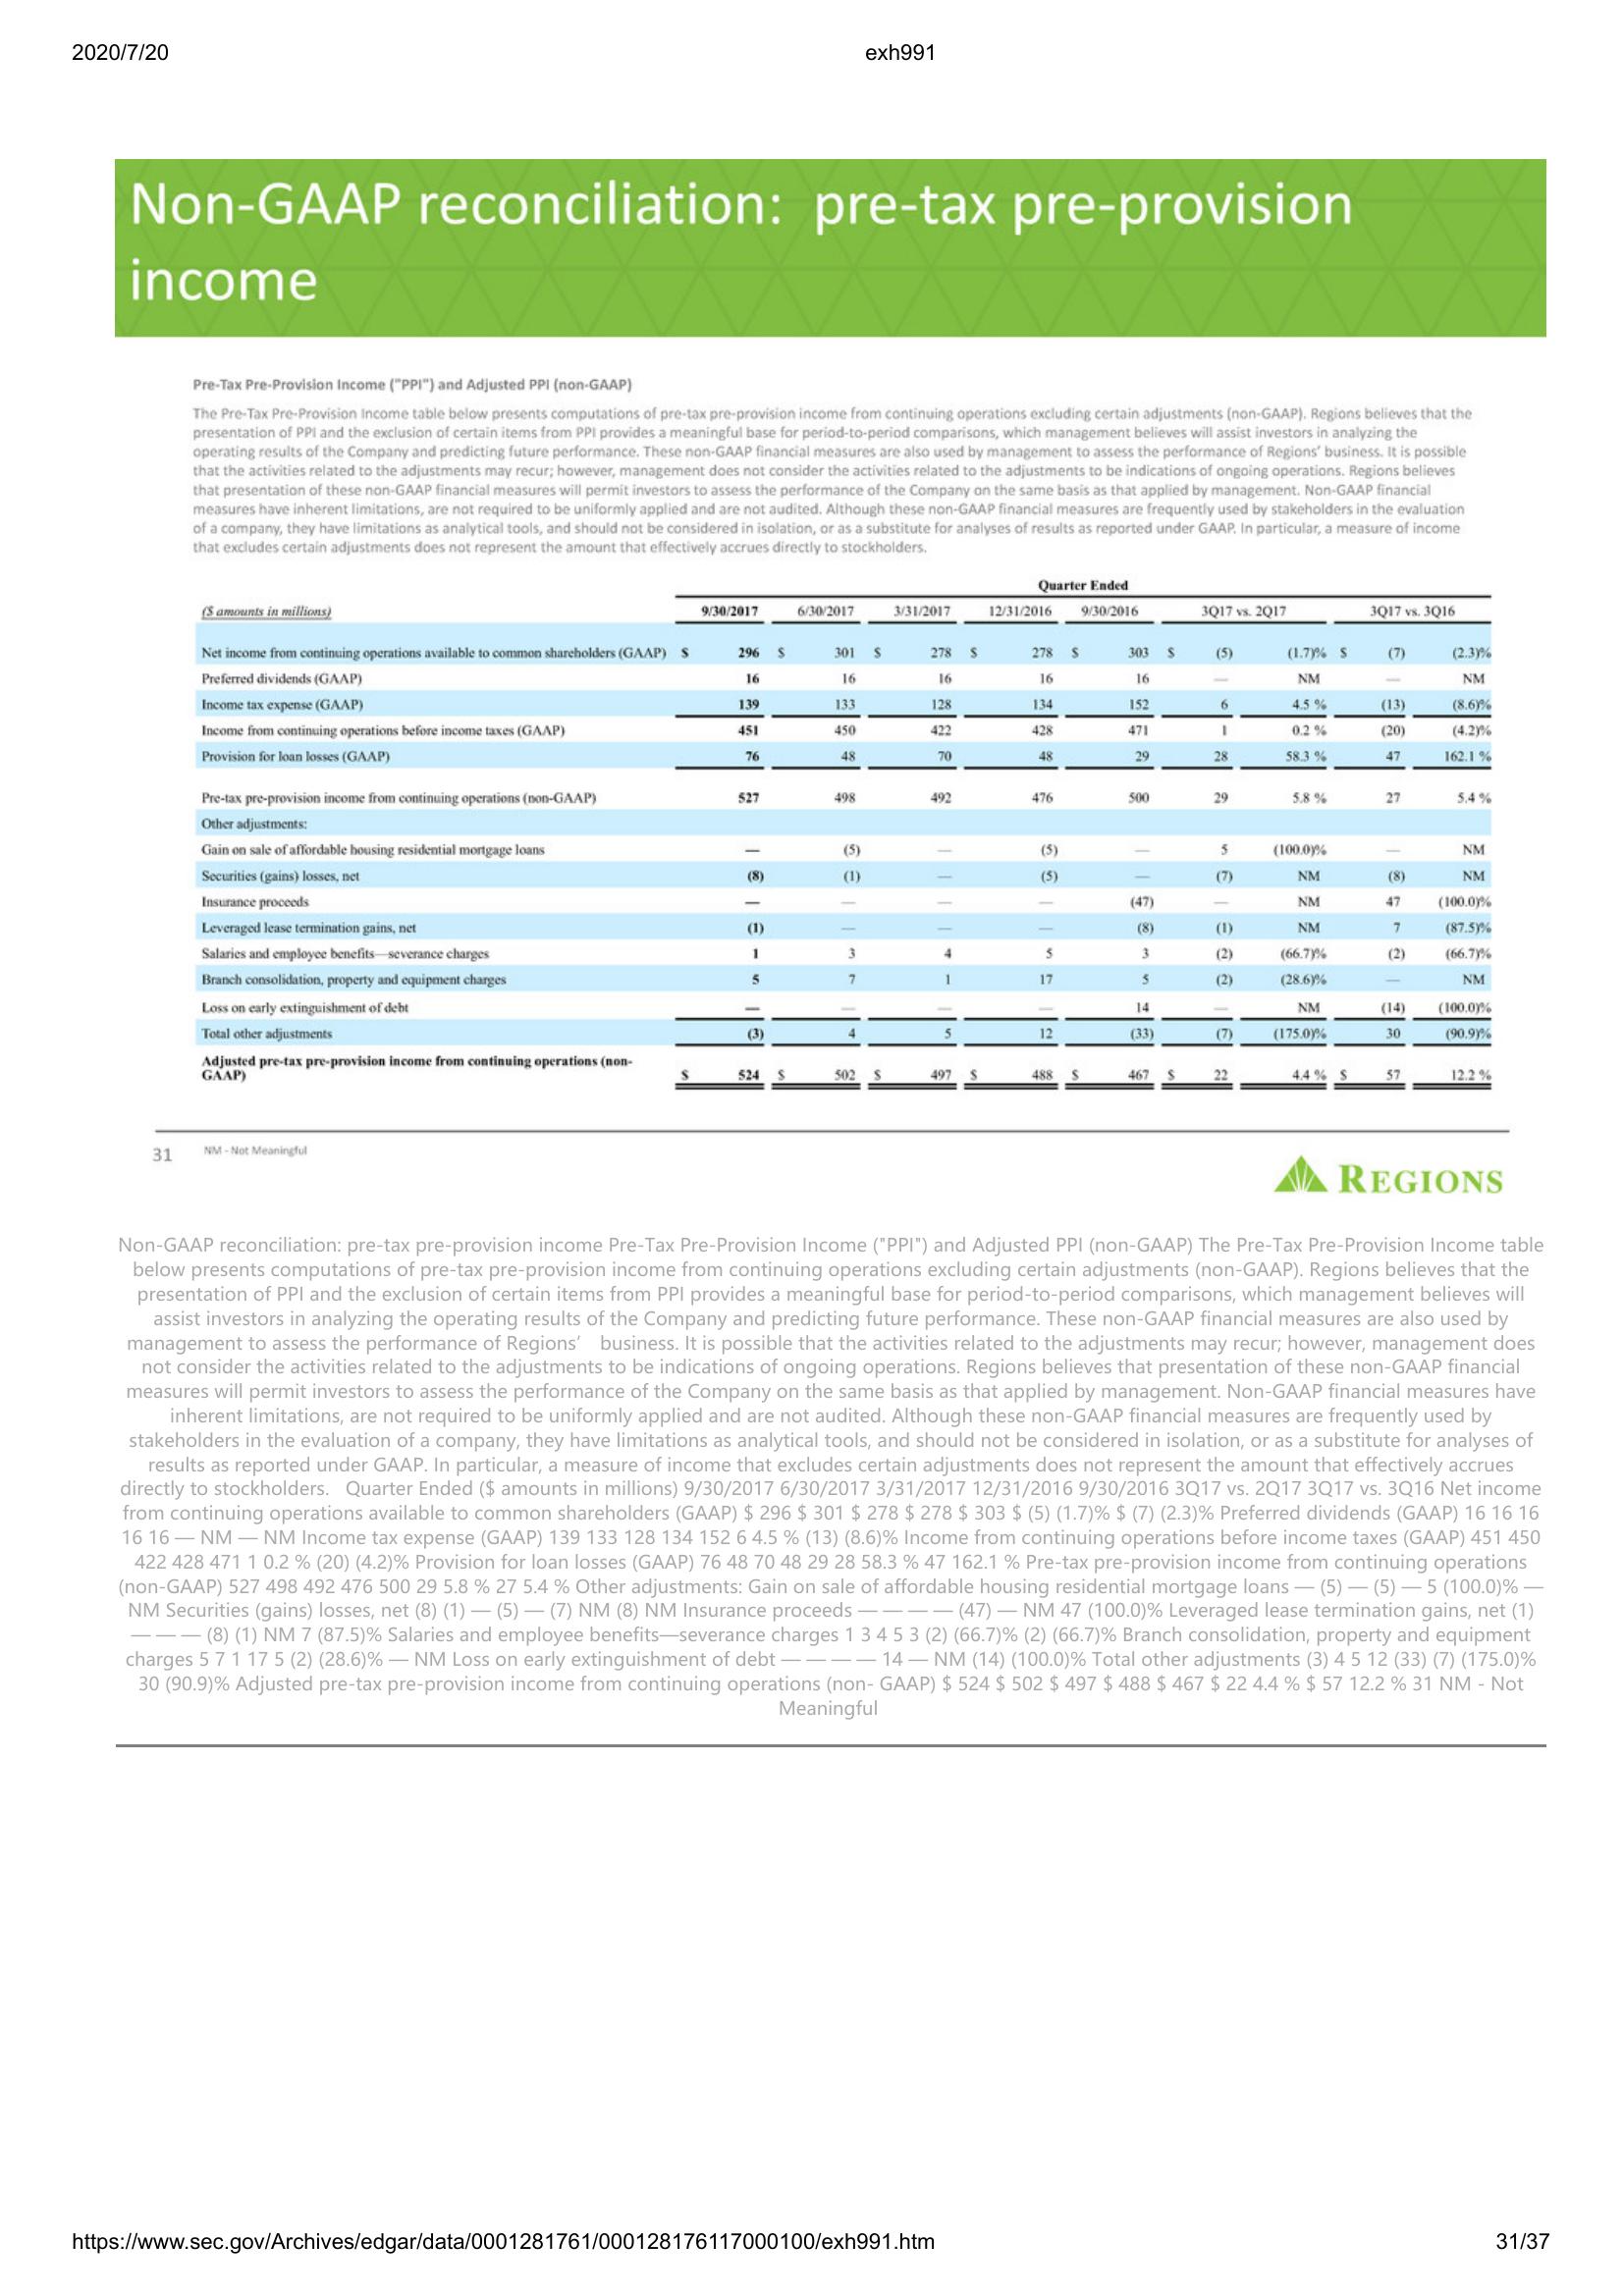 2020/7/20 exh991
Non-GAAP reconciliation: pre-tax pre-provision
income
Pre-Tax Pre-Provision Income ("PPI") and Adjusted PPI (non-GAAP)
The Pre-Tax Pre-Provision Income table below presents computations of pre-tax pre-provision income from continuing operations excluding certain adjustments (non-GAAP). Regions believes that the
presentation of PPI and the exclusion of certain items from PPI provides a meaningful base for period-to-period comparisons, which management believes will assist investors in analyzing the
operating results of the Company and predicting future performance. These non-GAAP financial measures are also used by management to assess the performance of Regions' business. It is possible
that the activities related to the adjustments may recur; however, management does not consider the activities related to the adjustments to be indications of ongoing operations. Regions believes
that presentation of these non-GAAP financial measures will permit investors to assess the performance of the Company on the same basis as that applied by management. Non-GAAP financial
measures have inherent limitations, are not required to be uniformly applied and are not audited. Although these non-GAAP financial measures are frequently used by stakeholders in the evaluation
of a company, they have limitations as analytical tools, and should not be considered in isolation, or as a substitute for analyses of results as reported under GAAP. In particular, a measure of income
that excludes certain adjustments does not represent the amount that effectively accrues directly to stockholders.
Quarter Ended
($ amounts in millions) 9/30/2017 6/30/2017 3/31/2017 12/31/2016 9/30/2016 3Q17 vs. 2Q17 3Q17 vs. 3Q16
Net income from continuing operations available to common shareholders (GAAP) $ 296 $ 301 $ 278 $ 278 $ 303 $ (5) (1.7)% $ (7) (2.3)%
Preferred dividends (GAAP) 16 16 16 16 16 — NM — NM
Income tax expense (GAAP) 139 133 128 134 152 6 4.5 % (13) (8.6)%
Income from continuing operations before income taxes (GAAP) 451 450 422 428 471 1 0.2 % (20) (4.2)%
Provision for loan losses (GAAP) 76 48 70 48 29 28 58.3 % 47 162.1 %
Pre-tax pre-provision income from continuing operations (non-GAAP) 527 498 492 476 500 29 5.8 % 27 5.4 %
Other adjustments:
Gain on sale of affordable housing residential mortgage loans — (5) — (5) — 5 (100.0)% — NM
Securities (gains) losses, net (8) (1) — (5) — (7) NM (8) NM
Insurance proceeds — — — — (47) — NM 47 (100.0)%
Leveraged lease termination gains, net (1) — — — (8) (1) NM 7 (87.5)%
Salaries and employee benefits—severance charges 1 3 4 5 3 (2) (66.7)% (2) (66.7)%
Branch consolidation, property and equipment charges 5 7 1 17 5 (2) (28.6)% — NM
Loss on early extinguishment of debt — — — — 14 — NM (14) (100.0)%
Total other adjustments (3) 4 5 12 (33) (7) (175.0)% 30 (90.9)%
Adjusted pre-tax pre-provision income from continuing operations (non-
GAAP) $ 524 $ 502 $ 497 $ 488 $ 467 $ 22 4.4 % $ 57 12.2 %
31 NM - Not Meaningful
REGIONS
Non-GAAP reconciliation: pre-tax pre-provision income Pre-Tax Pre-Provision Income ("PPI") and Adjusted PPI (non-GAAP) The Pre-Tax Pre-Provision Income table
below presents computations of pre-tax pre-provision income from continuing operations excluding certain adjustments (non-GAAP). Regions believes that the
presentation of PPI and the exclusion of certain items from PPI provides a meaningful base for period-to-period comparisons, which management believes will
assist investors in analyzing the operating results of the Company and predicting future performance. These non-GAAP financial measures are also used by
management to assess the performance of Regions’ business. It is possible that the activities related to the adjustments may recur; however, management does
not consider the activities related to the adjustments to be indications of ongoing operations. Regions believes that presentation of these non-GAAP financial
measures will permit investors to assess the performance of the Company on the same basis as that applied by management. Non-GAAP financial measures have
inherent limitations, are not required to be uniformly applied and are not audited. Although these non-GAAP financial measures are frequently used by
stakeholders in the evaluation of a company, they have limitations as analytical tools, and should not be considered in isolation, or as a substitute for analyses of
results as reported under GAAP. In particular, a measure of income that excludes certain adjustments does not represent the amount that effectively accrues
directly to stockholders. Quarter Ended ($ amounts in millions) 9/30/2017 6/30/2017 3/31/2017 12/31/2016 9/30/2016 3Q17 vs. 2Q17 3Q17 vs. 3Q16 Net income
from continuing operations available to common shareholders (GAAP) $ 296 $ 301 $ 278 $ 278 $ 303 $ (5) (1.7)% $ (7) (2.3)% Preferred dividends (GAAP) 16 16 16
16 16 — NM — NM Income tax expense (GAAP) 139 133 128 134 152 6 4.5 % (13) (8.6)% Income from continuing operations before income taxes (GAAP) 451 450
422 428 471 1 0.2 % (20) (4.2)% Provision for loan losses (GAAP) 76 48 70 48 29 28 58.3 % 47 162.1 % Pre-tax pre-provision income from continuing operations
(non-GAAP) 527 498 492 476 500 29 5.8 % 27 5.4 % Other adjustments: Gain on sale of affordable housing residential mortgage loans — (5) — (5) — 5 (100.0)% —
NM Securities (gains) losses, net (8) (1) — (5) — (7) NM (8) NM Insurance proceeds — — — — (47) — NM 47 (100.0)% Leveraged lease termination gains, net (1)
— — — (8) (1) NM 7 (87.5)% Salaries and employee benefits—severance charges 1 3 4 5 3 (2) (66.7)% (2) (66.7)% Branch consolidation, property and equipment
charges 5 7 1 17 5 (2) (28.6)% — NM Loss on early extinguishment of debt — — — — 14 — NM (14) (100.0)% Total other adjustments (3) 4 5 12 (33) (7) (175.0)%
30 (90.9)% Adjusted pre-tax pre-provision income from continuing operations (non- GAAP) $ 524 $ 502 $ 497 $ 488 $ 467 $ 22 4.4 % $ 57 12.2 % 31 NM - Not
Meaningful
https://www.sec.gov/Archives/edgar/data/0001281761/000128176117000100/exh991.htm 31/37